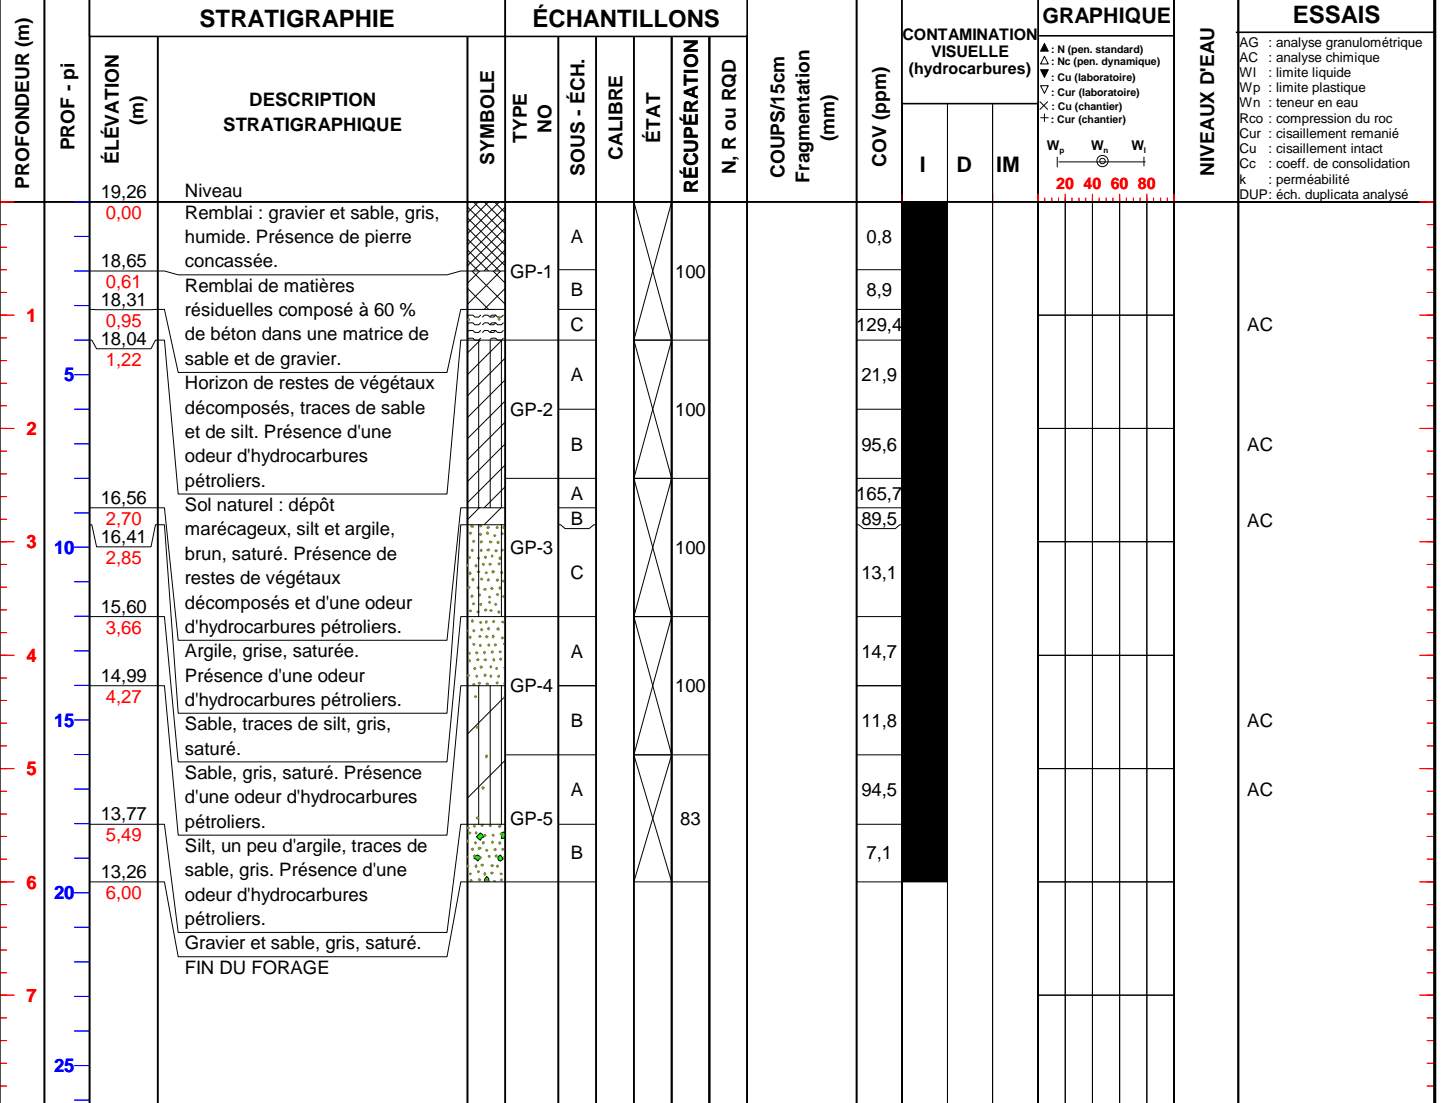 PROFONDEUR (m)
PROF - pi
STRATIGRAPHIE
ÉLÉVATION
(m)
DESCRIPTION
STRATIGRAPHIQUE
SYMBOLE
ÉCHANTILLONS
TYPE
NO
SOUS - ÉCH.
CALIBRE
ÉTAT
RÉCUPÉRATION
N, R ou RQD
COUPS/15cm
Fragmentation
(mm)
COV (ppm)
CONTAMINATION
VISUELLE
(hydrocarbures)
I D IM
GRAPHIQUE
▲ : N (pen. standard)
△ : Nc (pen. dynamique)
▼ : Cu (laboratoire)
▽ : Cur (laboratoire)
× : Cu (chantier)
+ : Cur (chantier)
Wp Wn Wl
20 40 60 80
NIVEAUX D'EAU
ESSAIS
AG : analyse granulométrique
AC : analyse chimique
Wl : limite liquide
Wp : limite plastique
Wn : teneur en eau
Rco : compression du roc
Cur : cisaillement remanié
Cu : cisaillement intact
Cc : coeff. de consolidation
k : perméabilité
DUP : éch. duplicata analysé
1
2
3
4
5
6
7
5
10
15
20
25
19,26
0,00
18,65
0,61
18,31
0,95
18,04
1,22
16,56
2,70
16,41
2,85
15,60
3,66
14,99
4,27
13,77
5,49
13,26
6,00
Niveau
Remblai : gravier et sable, gris,
humide. Présence de pierre
concassée.
Remblai de matières
résiduelles composé à 60 %
de béton dans une matrice de
sable et de gravier.
Horizon de restes de végétaux
décomposés, traces de sable
et de silt. Présence d'une
odeur d'hydrocarbures
pétroliers.
Sol naturel : dépôt
marécageux, silt et argile,
brun, saturé. Présence de
restes de végétaux
décomposés et d'une odeur
d'hydrocarbures pétroliers.
Argile, grise, saturée.
Présence d'une odeur
d'hydrocarbures pétroliers.
Sable, traces de silt, gris,
saturé.
Sable, gris, saturé. Présence
d'une odeur d'hydrocarbures
pétroliers.
Silt, un peu d'argile, traces de
sable, gris. Présence d'une
odeur d'hydrocarbures
pétroliers.
Gravier et sable, gris, saturé.
FIN DU FORAGE
GP-1
GP-2
GP-3
GP-4
GP-5
A
B
C
A
B
A
B
C
A
B
A
B
100
100
100
100
83
0,8
8,9
129,4
21,9
95,6
165,7
89,5
13,1
14,7
11,8
94,5
7,1
AC
AC
AC
AC
AC